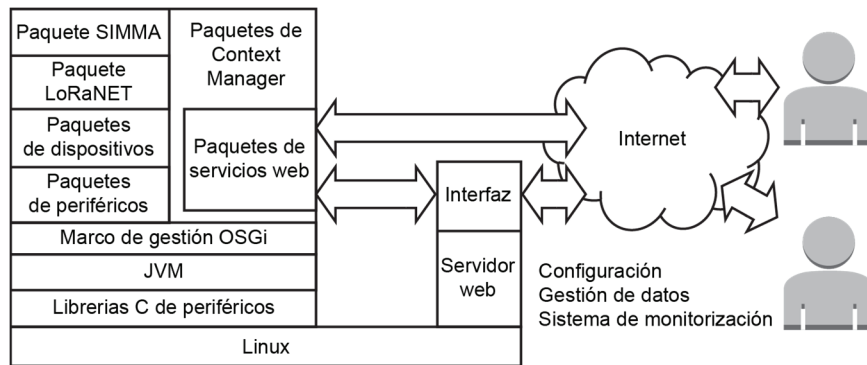 Paquete SIMMA
Paquete
LoRaNET
Paquetes
de dispositivos
Paquetes
de periféricos
Paquetes de
Context
Manager
Paquetes de
servicios web
Marco de gestión OSGi
JVM
Librerias C de periféricos
Linux
Interfaz
Servidor
web
Internet
Configuración
Gestión de datos
Sistema de monitorización